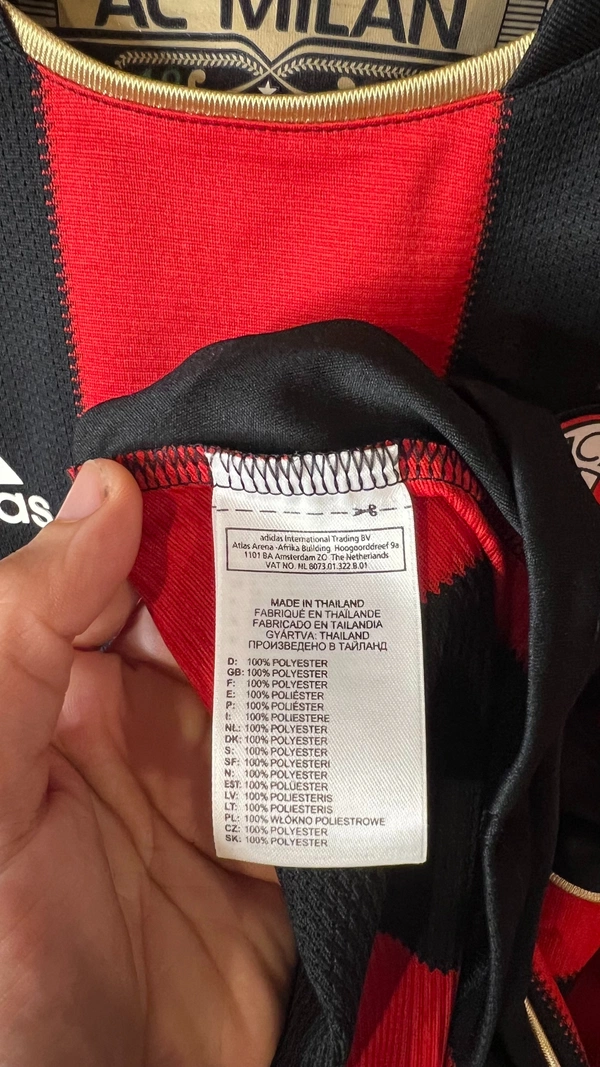 AC MILAN
adidas International Trading BV
Atlas Arena -Afrika Building Hoogoorddreef 9a
1101 BA Amsterdam ZO The Netherlands
VAT NO. NL 8073.01.322.B.01
MADE IN THAILAND
FABRIQUÉ EN THAÏLANDE
FABRICADO EN TAILANDIA
GYÁRTVA: THAILAND
ПРОИЗВЕДЕНО В ТАЙЛАНД
D: 100% POLYESTER
GB: 100% POLYESTER
F: 100% POLYESTER
E: 100% POLIÉSTER
P: 100% POLIÉSTER
I: 100% POLIESTERE
NL: 100% POLYESTER
DK: 100% POLYESTER
S: 100% POLYESTER
SF: 100% POLYESTERI
N: 100% POLYESTER
EST: 100% POLÜESTER
LV: 100% POLIESTERIS
LT: 100% POLIESTERIS
PL: 100% WŁÓKNO POLIESTROWE
CZ: 100% POLYESTER
SK: 100% POLYESTER